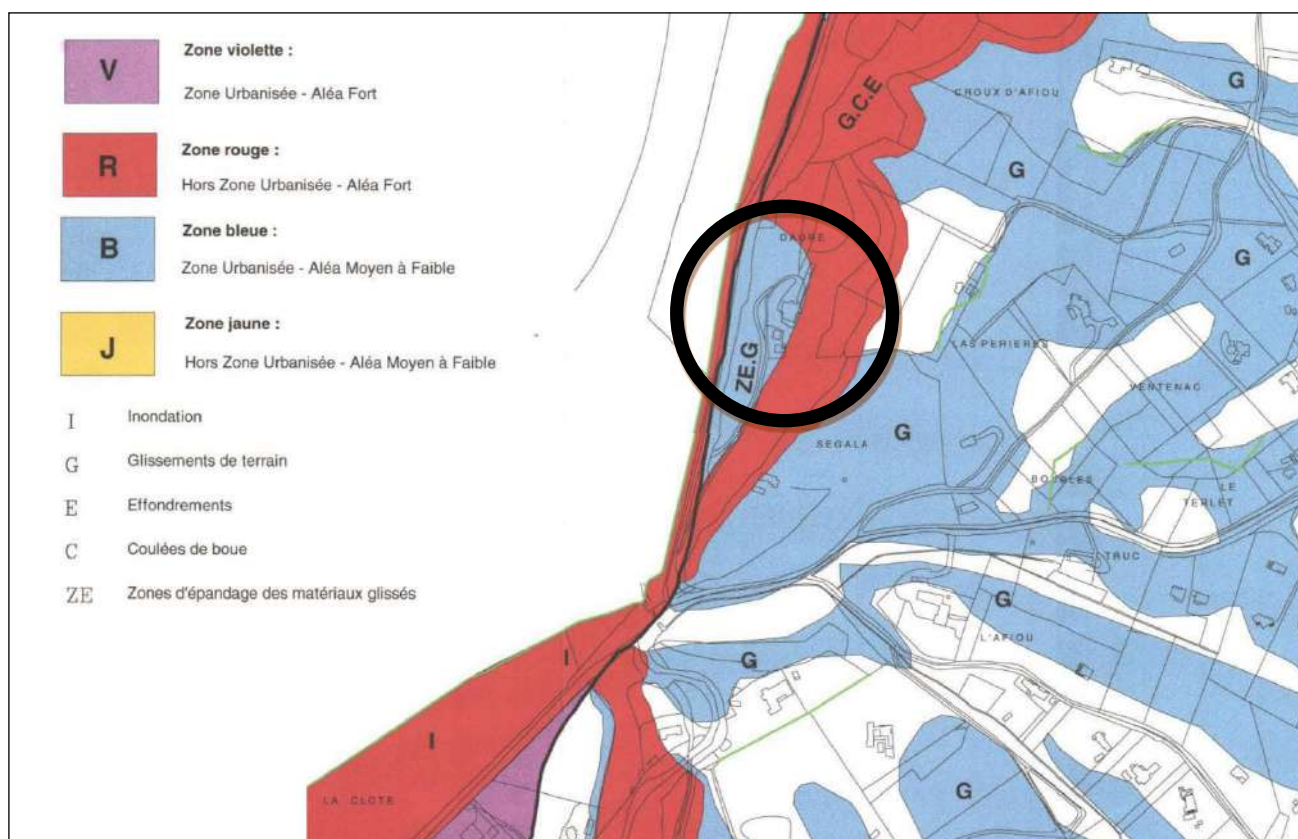 V
Zone violette :
Zone Urbanisée - Aléa Fort
R
Zone rouge :
Hors Zone Urbanisée - Aléa Fort
B
Zone bleue :
Zone Urbanisée - Aléa Moyen à Faible
J
Zone jaune :
Hors Zone Urbanisée - Aléa Moyen à Faible
I Inondation
G Glissements de terrain
E Effondrements
C Coulées de boue
ZE Zones d'épandage des matériaux glissés
G
CROUX D'AFIOU
G.C.E
G
DAURE
G
LAS PERIERES
ZE.G
VENTENAC
SEGALA
G
BOURLES
LE
TERLET
TRUC
G
L'AFIOU
G
I
I
G
LA CLOTE